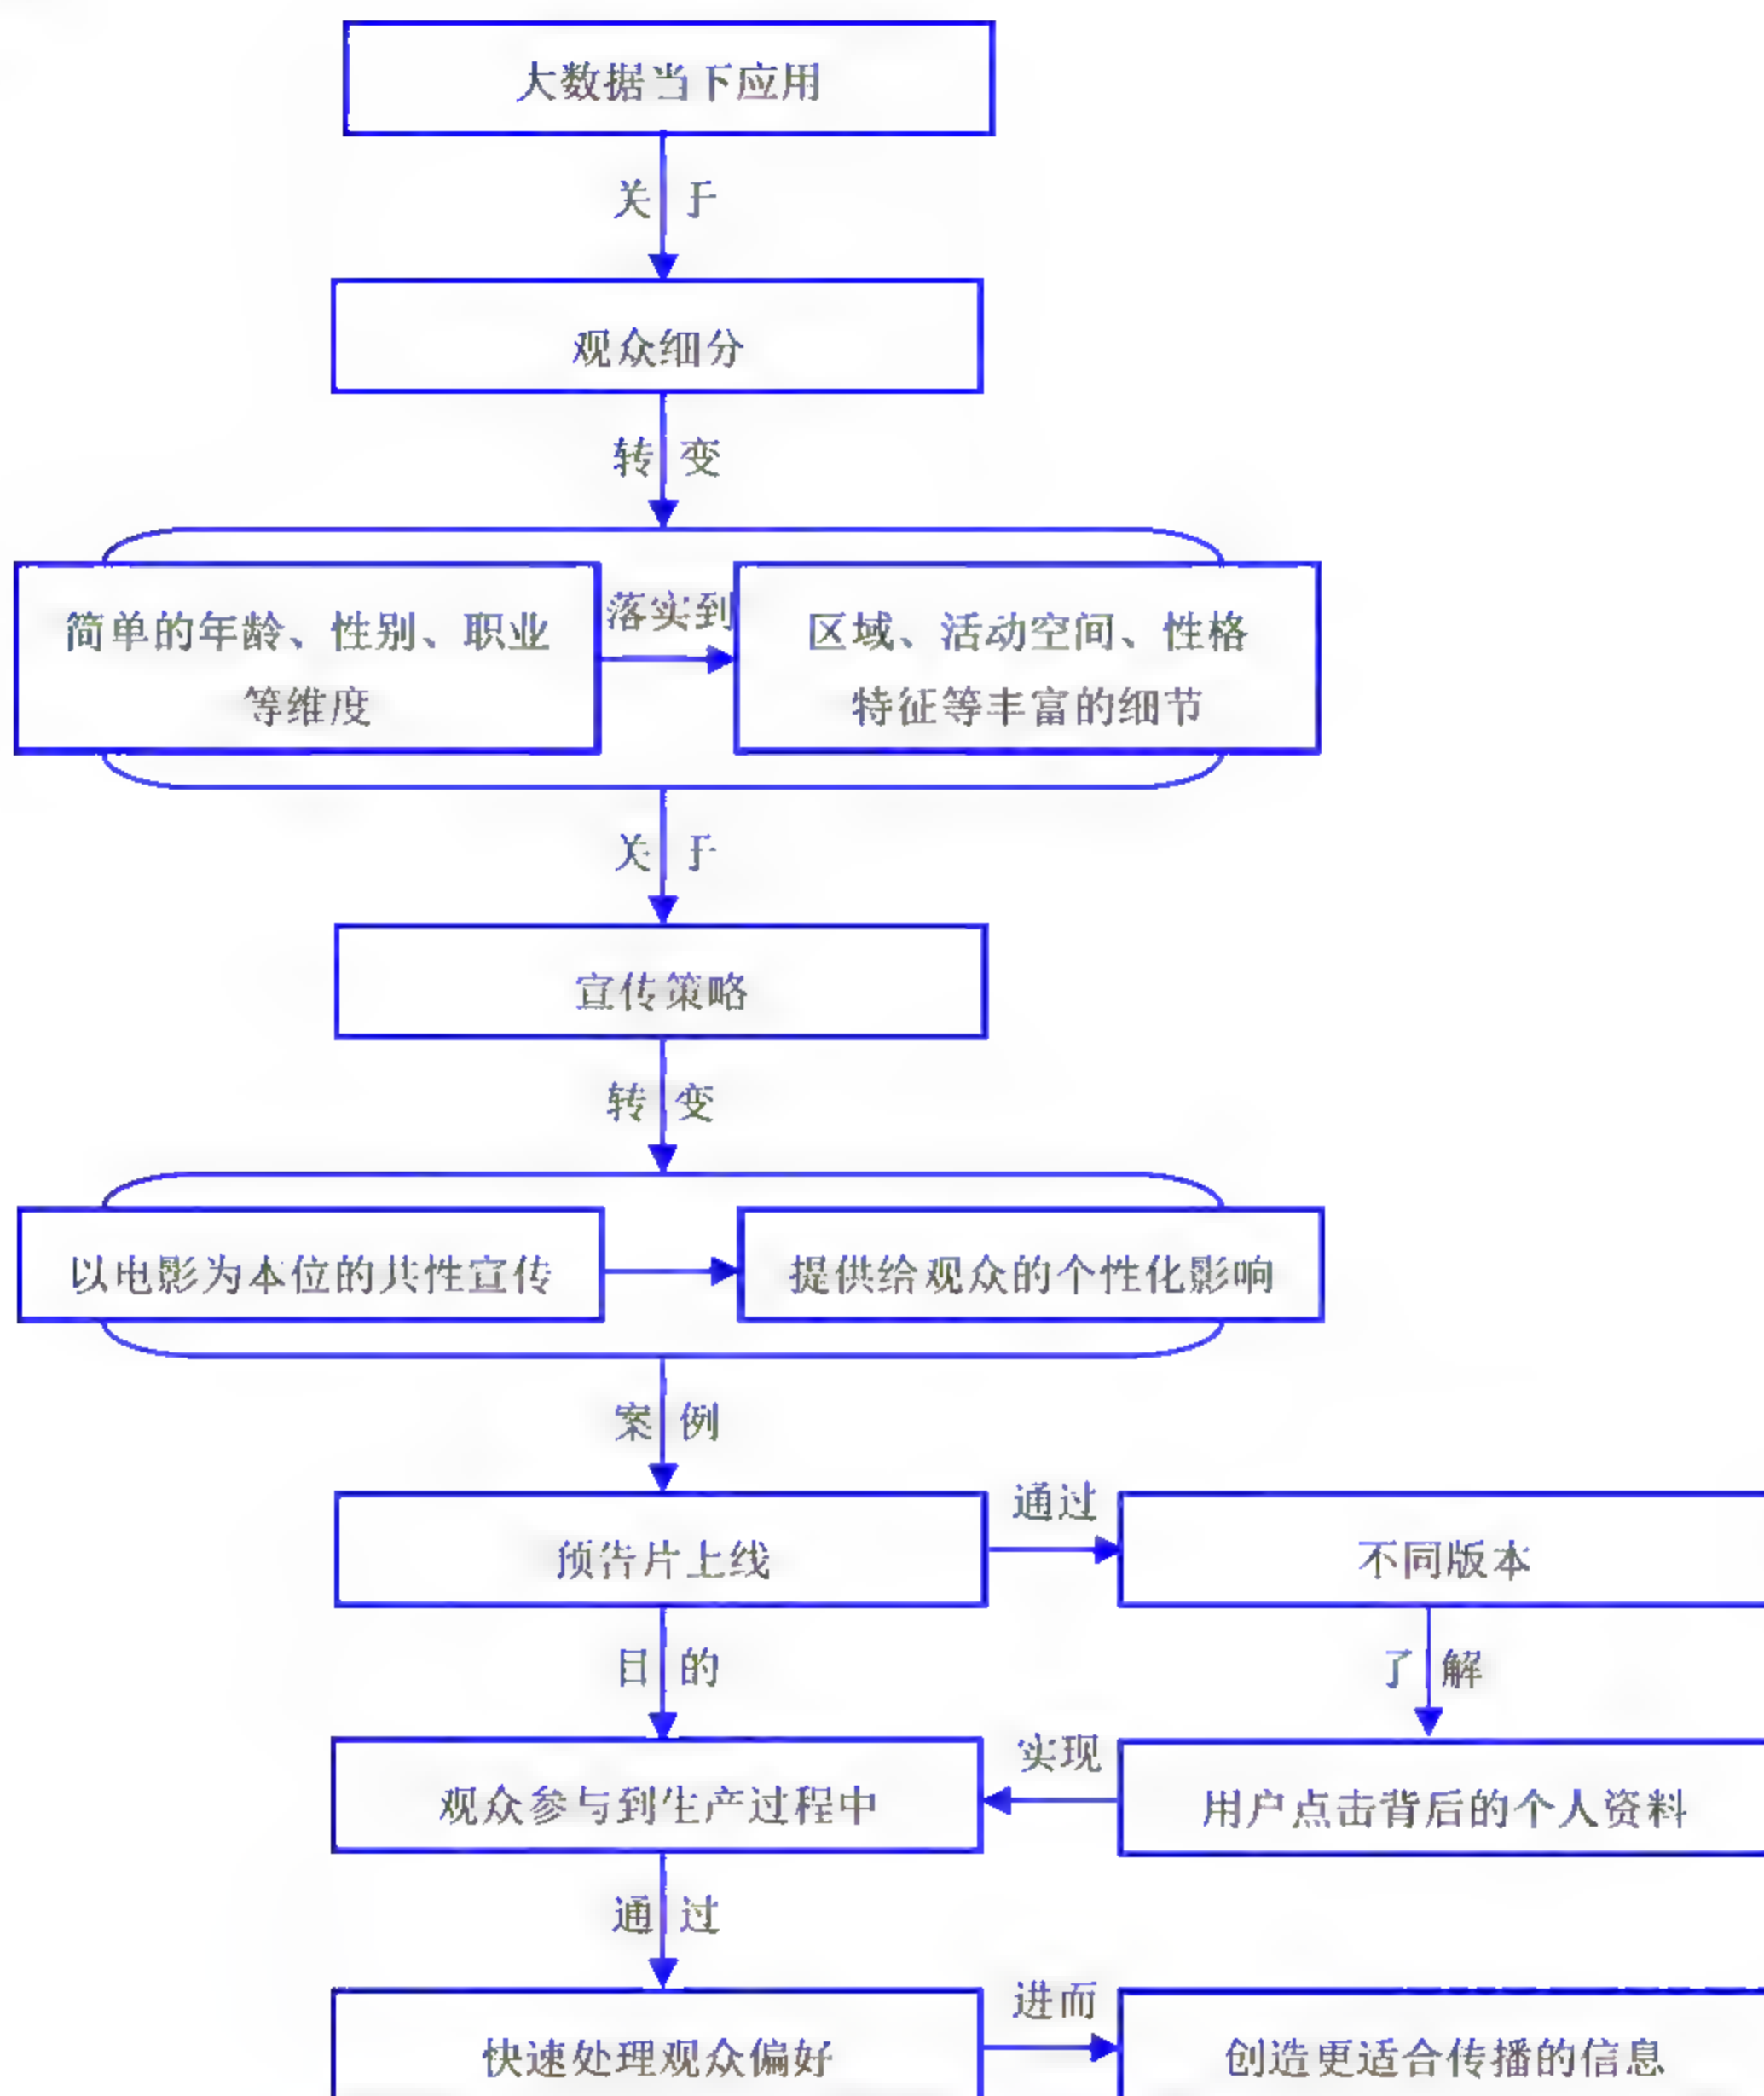 大数据当下应用
关于
观众细分
转变
简单的年龄、性别、职业
等维度
落实到
区域、活动空间、性格
特征等丰富的细节
关于
宣传策略
转变
以电影为本位的共性宣传
提供给观众的个性化影响
案例
预告片上线
通过
不同版本
目的
了解
观众参与到生产过程中
实现
用户点击背后的个人资料
通过
快速处理观众偏好
进而
创造更适合传播的信息